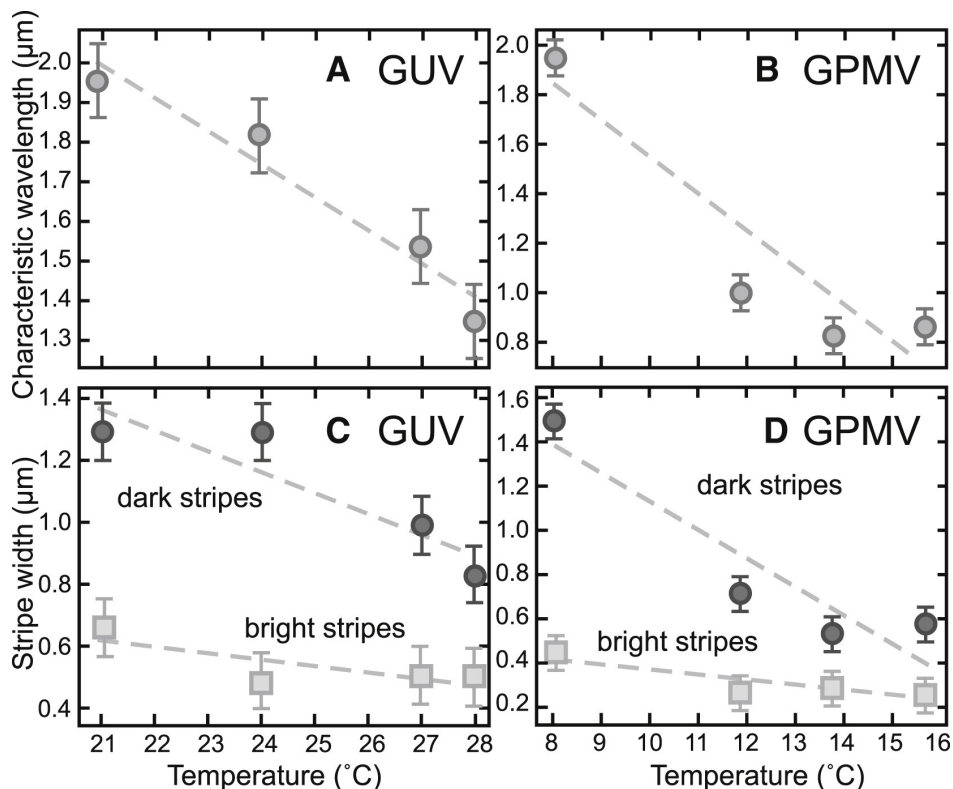 Characteristic wavelength (µm)
2.0
1.9
1.8
1.7
1.6
1.5
1.4
1.3
A GUV
2.0
1.8
1.6
1.4
1.2
1.0
0.8
B GPMV
Stripe width (µm)
1.4
1.2
1.0
0.8
0.6
0.4
C GUV
dark stripes
bright stripes
21 22 23 24 25 26 27 28
Temperature (˚C)
1.6
1.4
1.2
1.0
0.8
0.6
0.4
0.2
D GPMV
dark stripes
bright stripes
8 9 10 11 12 13 14 15 16
Temperature (˚C)